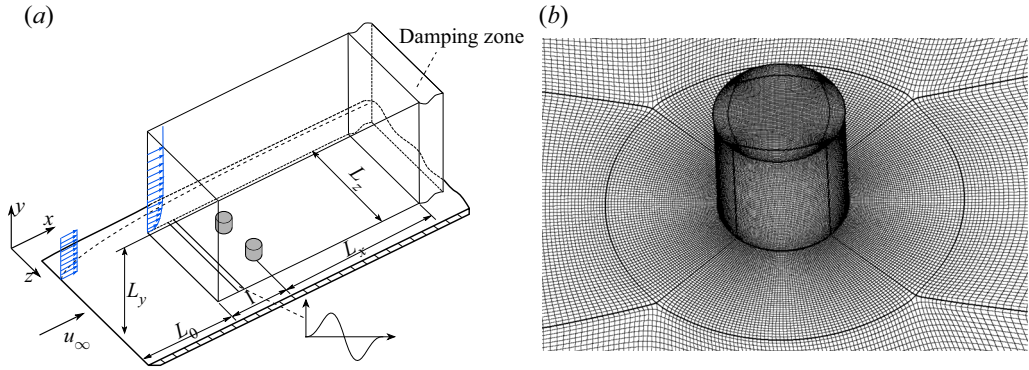 (a)
Damping zone
L_z
y
x
z
L_y
L_x
l
L_0
u_∞
(b)